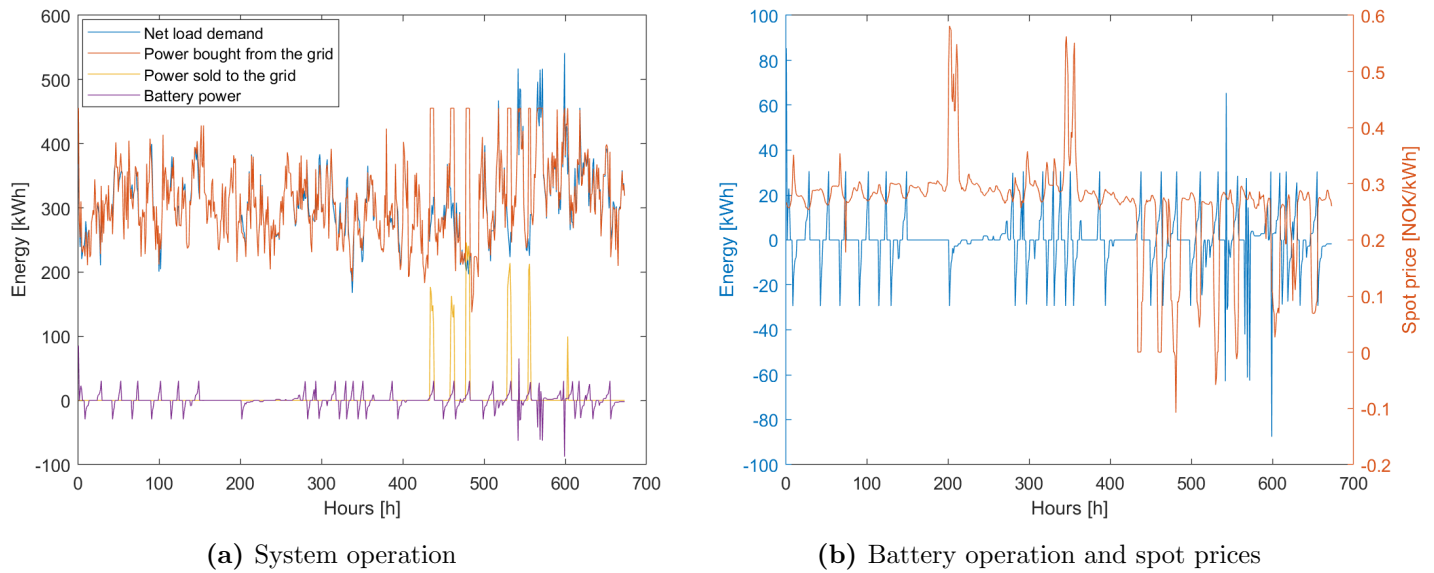 600
500
400
300
200
100
0
-100
Energy [kWh]
0 100 200 300 400 500 600 700
Hours [h]
Net load demand
Power bought from the grid
Power sold to the grid
Battery power
(a) System operation
100
80
60
40
20
0
-20
-40
-60
-80
-100
Energy [kWh]
0 100 200 300 400 500 600 700
Hours [h]
0.6
0.5
0.4
0.3
0.2
0.1
0
-0.1
-0.2
Spot price [NOK/kWh]
(b) Battery operation and spot prices